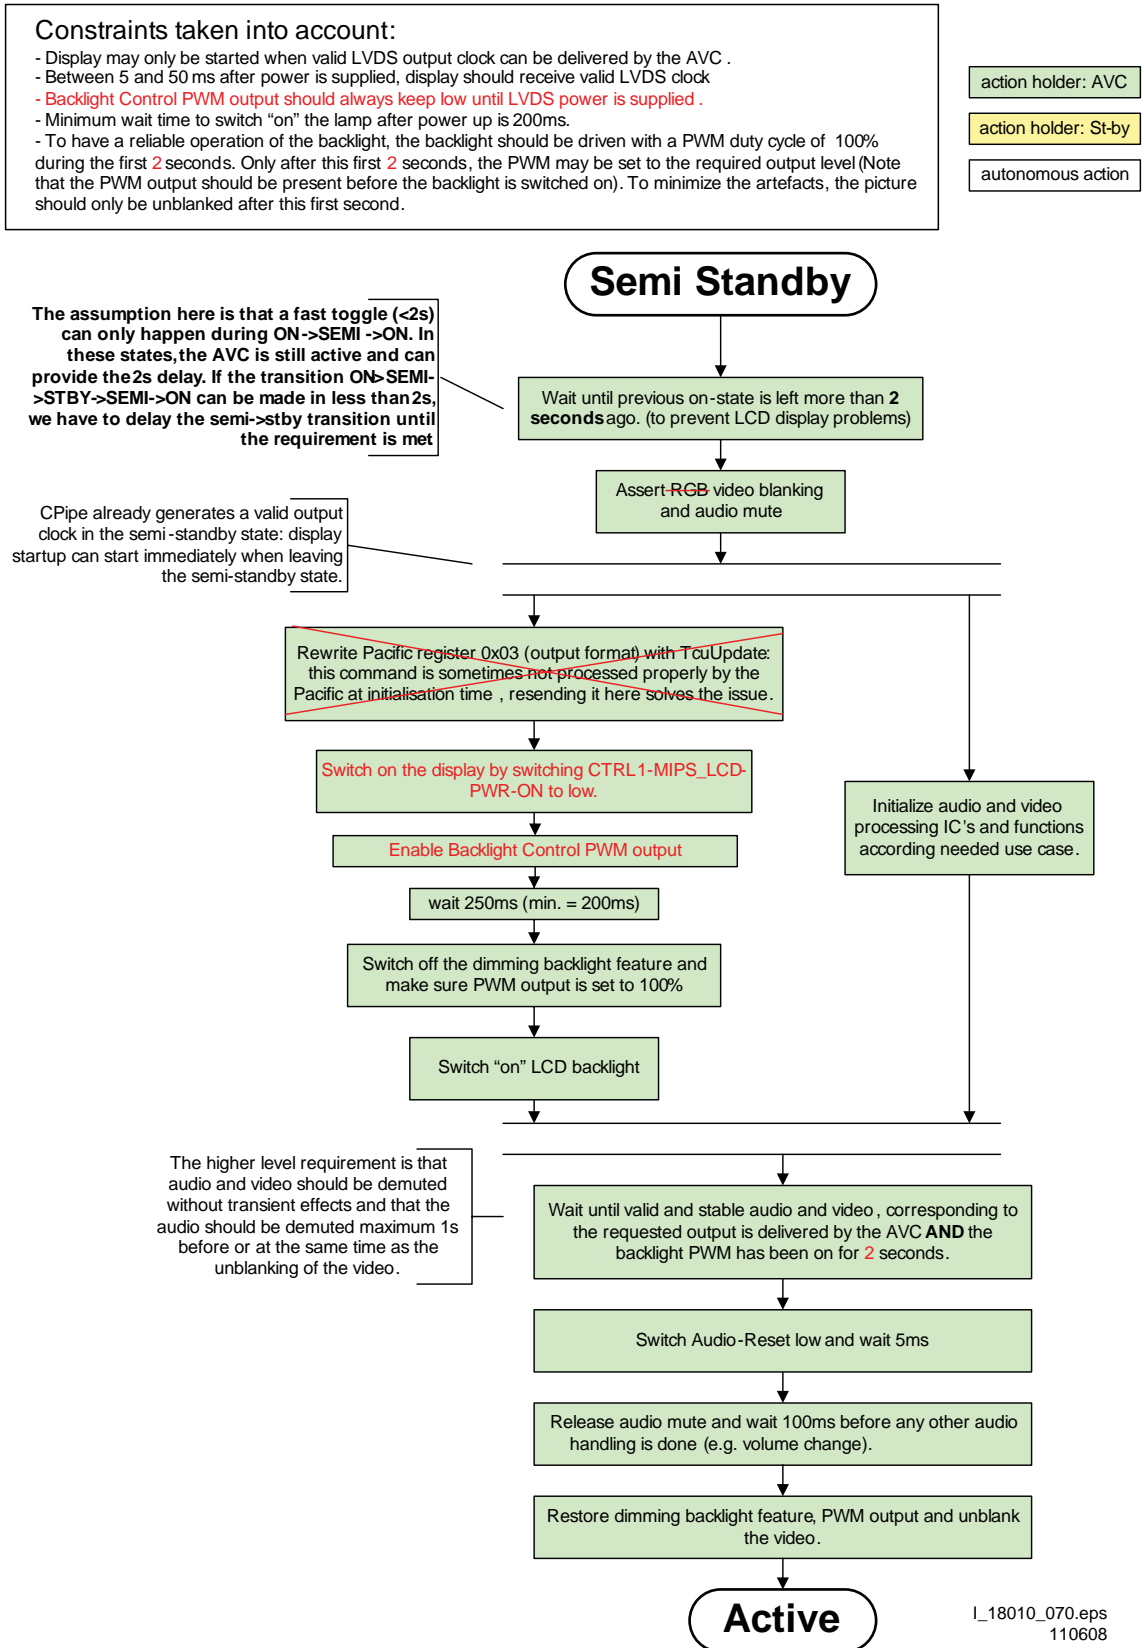 Constraints taken into account:
- Display may only be started when valid LVDS output clock can be delivered by the AVC .
- Between 5 and 50 ms after power is supplied, display should receive valid LVDS clock
- Backlight Control PWM output should always keep low until LVDS power is supplied .
- Minimum wait time to switch “on” the lamp after power up is 200ms.
- To have a reliable operation of the backlight, the backlight should be driven with a PWM duty cycle of 100%
during the first 2 seconds. Only after this first 2 seconds, the PWM may be set to the required output level (Note
that the PWM output should be present before the backlight is switched on). To minimize the artefacts, the picture
should only be unblanked after this first second.
action holder: AVC
action holder: St-by
autonomous action
Semi Standby
The assumption here is that a fast toggle (<2s)
can only happen during ON->SEMI ->ON. In
these states, the AVC is still active and can
provide the 2s delay. If the transition ON>SEMI-
>STBY->SEMI->ON can be made in less than 2s,
we have to delay the semi->stby transition until
the requirement is met
Wait until previous on-state is left more than 2
seconds ago. (to prevent LCD display problems)
Assert RGB video blanking
and audio mute
CPipe already generates a valid output
clock in the semi-standby state: display
startup can start immediately when leaving
the semi-standby state.
Rewrite Pacific register 0x03 (output format) with TcuUpdate:
this command is sometimes not processed properly by the
Pacific at initialisation time , resending it here solves the issue.
Switch on the display by switching CTRL1-MIPS_LCD-
PWR-ON to low.
Initialize audio and video
processing IC's and functions
according needed use case.
Enable Backlight Control PWM output
wait 250ms (min. = 200ms)
Switch off the dimming backlight feature and
make sure PWM output is set to 100%
Switch “on” LCD backlight
The higher level requirement is that
audio and video should be demuted
without transient effects and that the
audio should be demuted maximum 1s
before or at the same time as the
unblanking of the video.
Wait until valid and stable audio and video , corresponding to
the requested output is delivered by the AVC AND the
backlight PWM has been on for 2 seconds.
Switch Audio-Reset low and wait 5ms
Release audio mute and wait 100ms before any other audio
handling is done (e.g. volume change).
Restore dimming backlight feature, PWM output and unblank
the video.
Active
I_18010_070.eps
110608